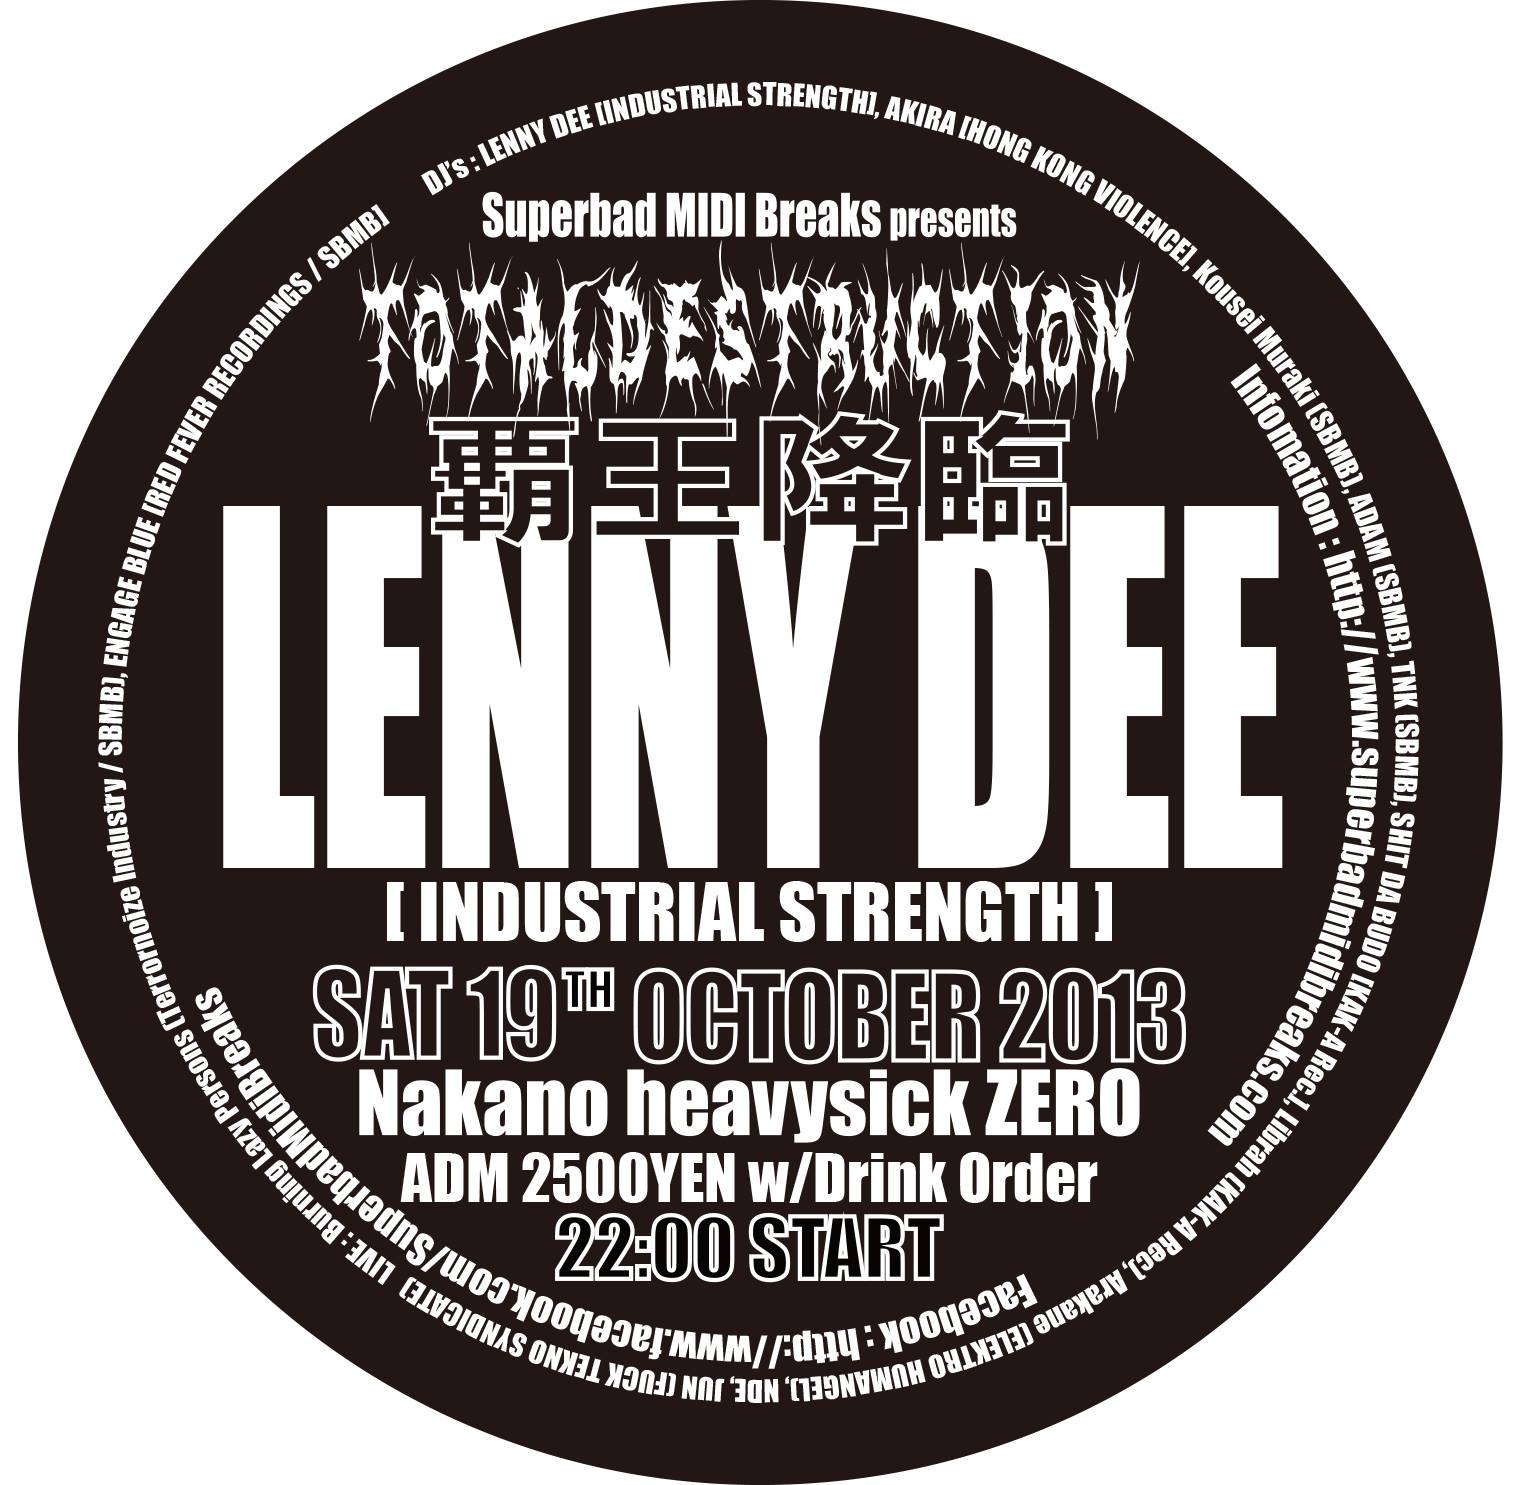 DJ's : LENNY DEE [INDUSTRIAL STRENGTH], AKIRA [HONG KONG VIOLENCE], Kousei Muraki [SBMB], ADAM [SBMB], TNK [SBMB], SHIT DA BUDO [KAK-A Rec.], Librah [KAK-A Rec], Arakane [ELEKTRO HUMANGEL], NDE, JUN [FUCK TEKNO SYNDICATE] LIVE : Burning Lazy Persons [Terrornoize Industry / SBMB], ENGAGE BLUE [RED FEVER RECORDINGS / SBMB]
Superbad MIDI Breaks presents
TOTAL DESTRUCTION
覇王降臨
LENNY DEE
[ INDUSTRIAL STRENGTH ]
SAT 19TH OCTOBER 2013
Nakano heavysick ZERO
ADM 2500YEN w/Drink Order
22:00 START
Infomation : http://www.superbadmidibreaks.com
Facebook : http://www.facebook.com/SuperbadMidiBreaks